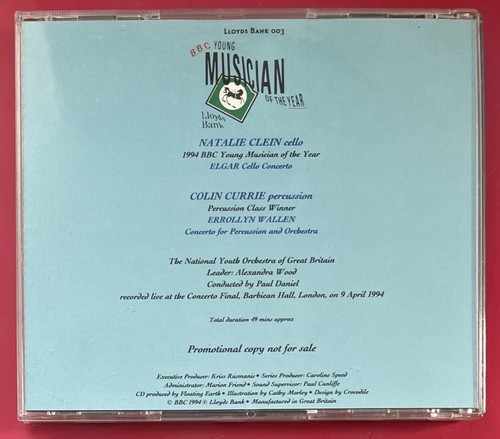 Lloyds Bank 003
BBC YOUNG
MUSICIAN
OF THE YEAR
Lloyds
Bank
NATALIE CLEIN cello
1994 BBC Young Musician of the Year
ELGAR Cello Concerto
COLIN CURRIE percussion
Percussion Class Winner
ERROLLYN WALLEN
Concerto for Percussion and Orchestra
The National Youth Orchestra of Great Britain
Leader: Alexandra Wood
Conducted by Paul Daniel
recorded live at the Concerto Final, Barbican Hall, London, on 9 April 1994
Total duration 49 mins approx
Promotional copy not for sale
Executive Producer: Kriss Rusmanis • Series Producer: Caroline Speed
Administrator: Marion Friend • Sound Supervisor: Paul Cunliffe
CD produced by Floating Earth • Illustration by Cathy Morley • Design by Crocodile
© BBC 1994 ℗ Lloyds Bank • Manufactured in Great Britain